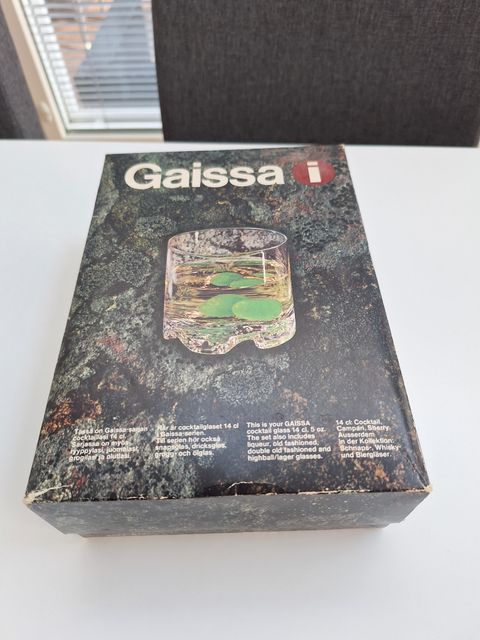 Gaissa i
Tässä on Gaissa-sarjan
cocktaillasi 14 cl.
Sarjassa on myös
ryyppylasi, juomalasi,
grogilasi ja olutlasi.
Här är cocktailglaset 14 cl
i Gaissa-serien.
Till serien hör också
snapsglas, dricksglas,
grogg- och ölglas.
This is your GAISSA
cocktail glass 14 cl, 5 oz.
The set also includes
liqueur, old fashioned,
double old fashioned and
highball/lager glasses.
14 cl: Cocktail,
Campari, Sherry.
Ausserdem
in der Kollektion:
Schnaps-, Whisky-
und Biergläser.